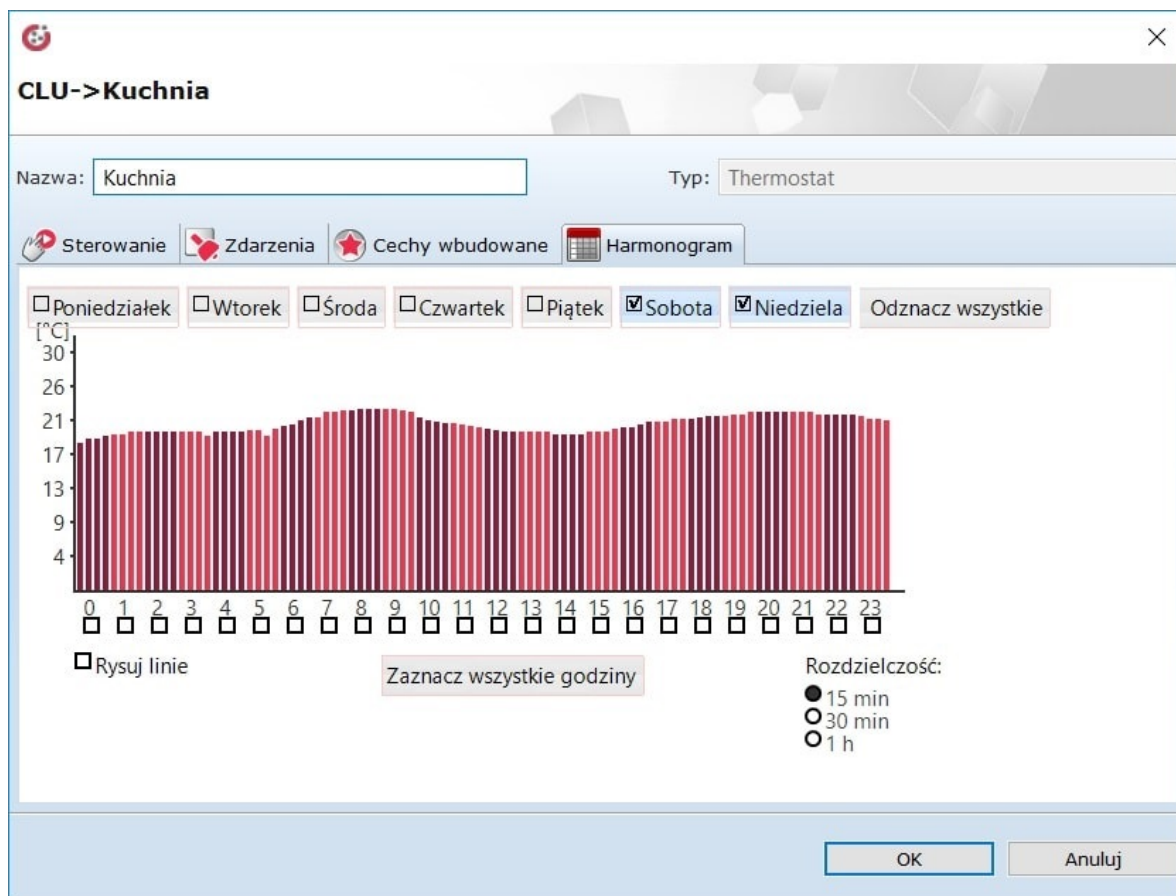 CLU->Kuchnia
Nazwa: Kuchnia Typ: Thermostat
Sterowanie Zdarzenia Cechy wbudowane Harmonogram
Poniedziałek Wtorek Środa Czwartek Piątek Sobota Niedziela Odznacz wszystkie
[°C]
30
26
21
17
13
9
4
0 1 2 3 4 5 6 7 8 9 10 11 12 13 14 15 16 17 18 19 20 21 22 23
Rysuj linie Zaznacz wszystkie godziny Rozdzielczość:
15 min
30 min
1 h
OK Anuluj